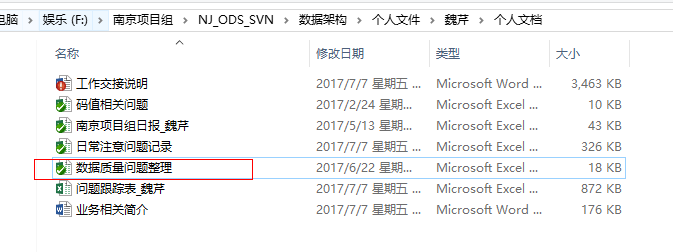 电脑 > 娱乐 (F:) > 南京项目组 > NJ_ODS_SVN > 数据架构 > 个人文件 > 魏芹 > 个人文档
名称 修改日期 类型 大小
工作交接说明 2017/7/7 星期五 ... Microsoft Word ... 3,463 KB
码值相关问题 2017/2/24 星期... Microsoft Excel ... 10 KB
南京项目组日报_魏芹 2017/5/13 星期... Microsoft Excel ... 43 KB
日常注意问题记录 2017/7/7 星期五 ... Microsoft Excel ... 326 KB
数据质量问题整理 2017/6/22 星期... Microsoft Excel ... 18 KB
问题跟踪表_魏芹 2017/7/7 星期五 ... Microsoft Excel ... 872 KB
业务相关简介 2017/7/7 星期五 ... Microsoft Word ... 176 KB